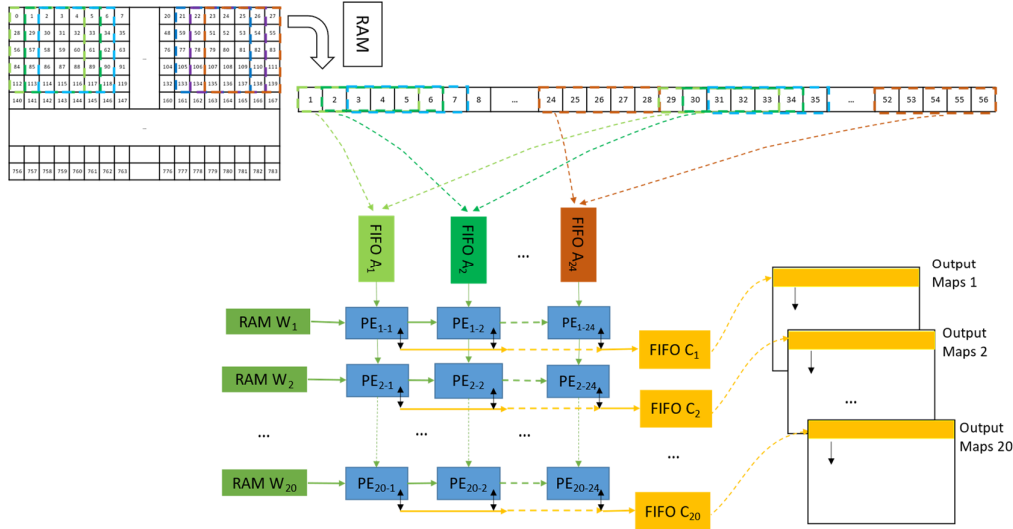 0 1 2 3 4 5 6 7 20 21 22 23 24 25 26 27
28 29 30 31 32 33 34 35 48 49 50 51 52 53 54 55
56 57 58 59 60 61 62 63 ... 76 77 78 79 80 81 82 83
84 85 86 87 88 89 90 91 104 105 106 107 108 109 110 111
112 113 114 115 116 117 118 119 132 133 134 135 136 137 138 139
140 141 142 143 144 145 146 147 160 161 162 163 164 165 166 167
...
756 757 758 759 760 761 762 763 776 777 778 779 780 781 782 783
RAM
1 2 3 4 5 6 7 8 ... 24 25 26 27 28 29 30 31 32 33 34 35 ... 52 53 54 55 56
FIFO A1
FIFO A2
...
FIFO A24
RAM W1
PE1-1
PE1-2
PE1-24
FIFO C1
RAM W2
PE2-1
PE2-2
PE2-24
FIFO C2
...
...
...
...
RAM W20
PE20-1
PE20-2
PE20-24
FIFO C20
Output
Maps 1
Output
Maps 2
...
Output
Maps 20